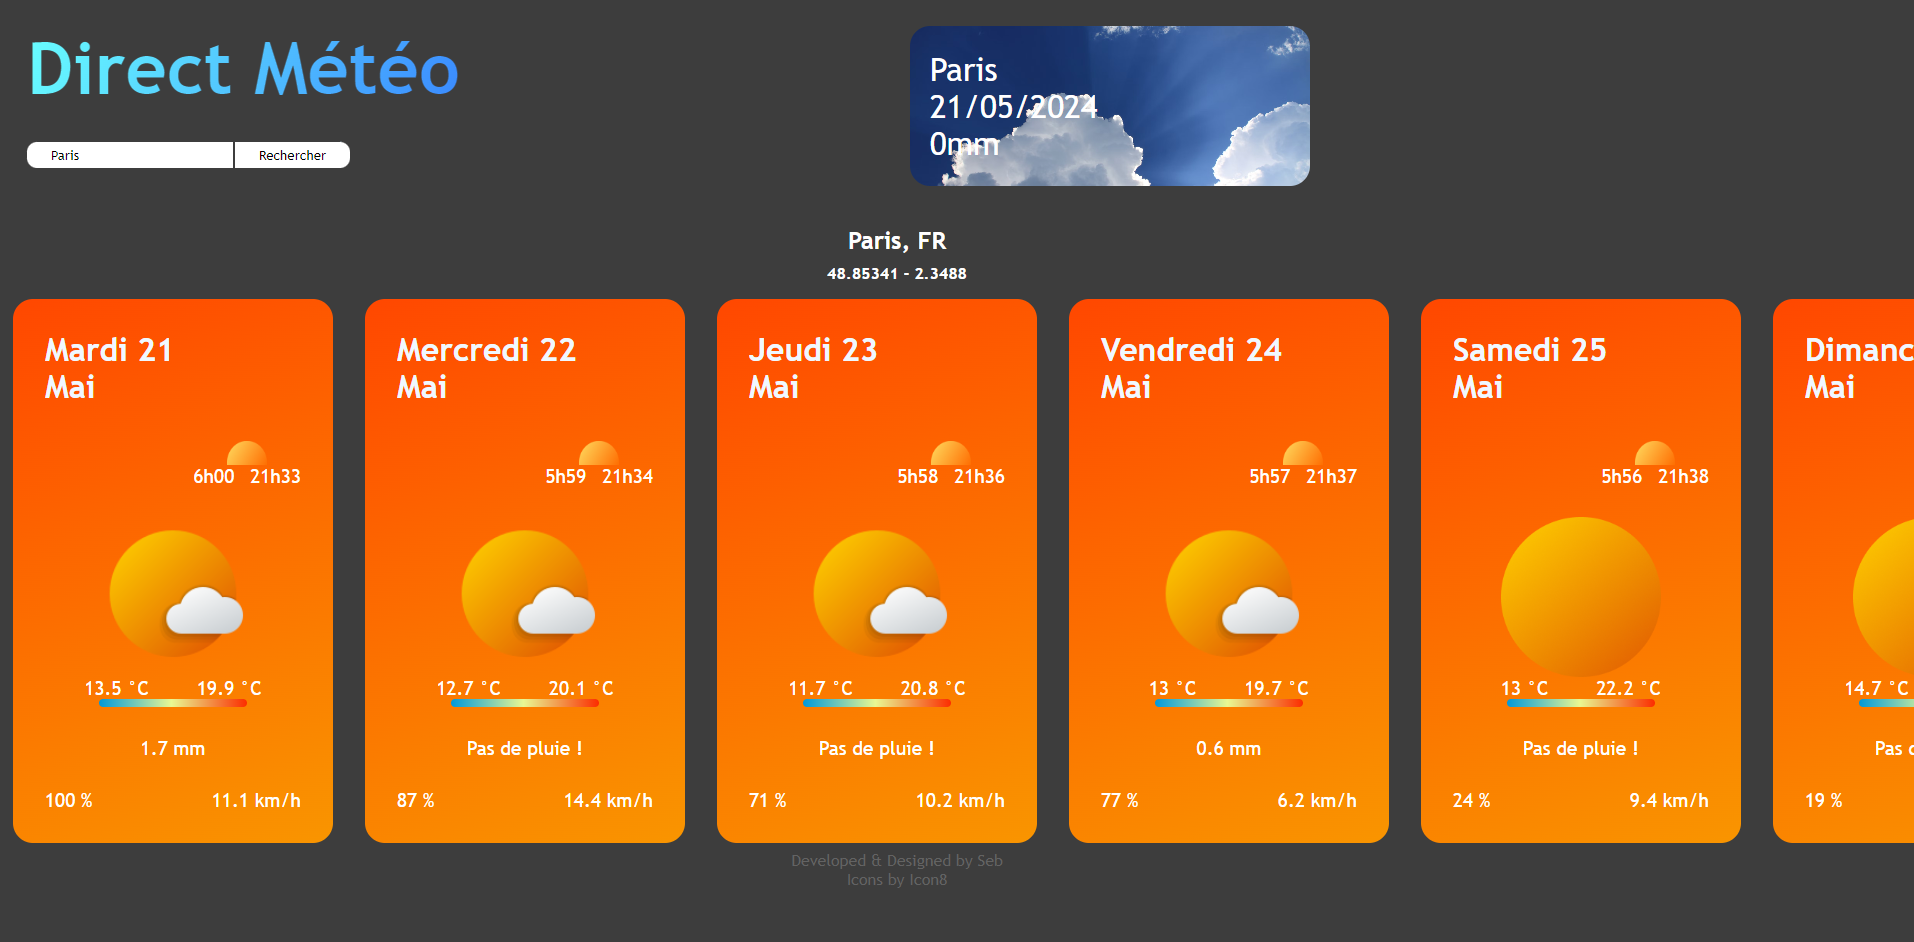 Direct Météo
Paris
Rechercher
Paris
21/05/2024
0mm
Paris, FR
48.85341 - 2.3488
Mardi 21
Mai
6h00 21h33
13.5 °C 19.9 °C
1.7 mm
100 % 11.1 km/h
Mercredi 22
Mai
5h59 21h34
12.7 °C 20.1 °C
Pas de pluie !
87 % 14.4 km/h
Jeudi 23
Mai
5h58 21h36
11.7 °C 20.8 °C
Pas de pluie !
71 % 10.2 km/h
Vendredi 24
Mai
5h57 21h37
13 °C 19.7 °C
0.6 mm
77 % 6.2 km/h
Samedi 25
Mai
5h56 21h38
13 °C 22.2 °C
Pas de pluie !
24 % 9.4 km/h
Dimanc
Mai
14.7 °C
Pas
19 %
Developed & Designed by Seb
Icons by Icon8